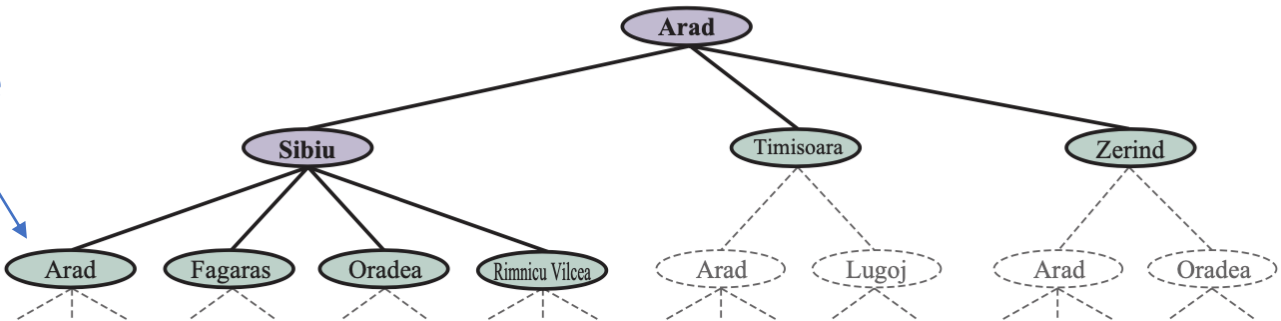 Arad
Sibiu
Timisoara
Zerind
Arad
Fagaras
Oradea
Rimnicu Vilcea
Arad
Lugoj
Arad
Oradea